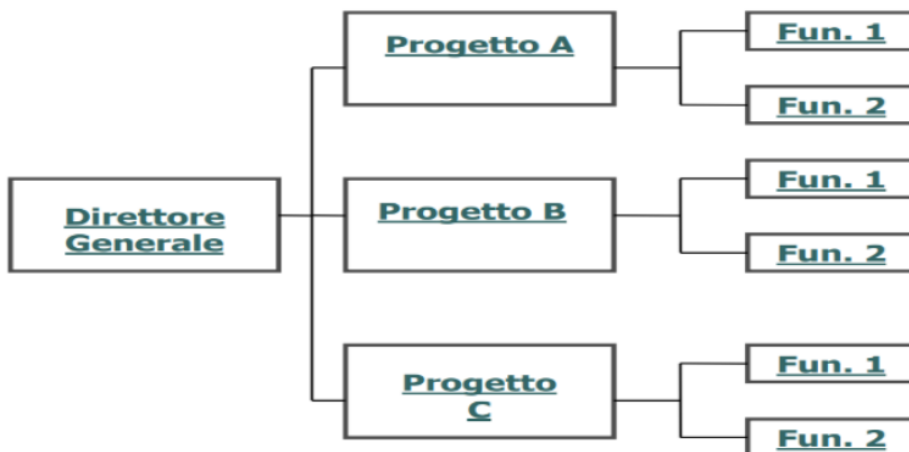 Progetto A
Fun. 1
Fun. 2
Direttore
Generale
Progetto B
Fun. 1
Fun. 2
Progetto
C
Fun. 1
Fun. 2